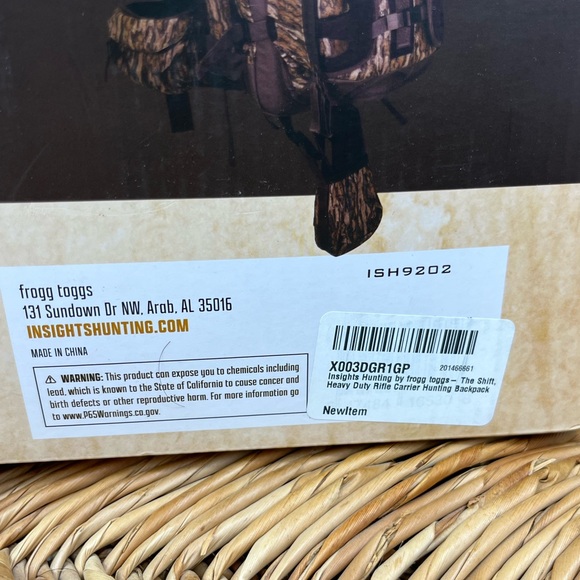 ISH9202
frogg toggs
131 Sundown Dr NW, Arab, AL 35016
INSIGHTSHUNTING.COM
MADE IN CHINA
WARNING: This product can expose you to chemicals including
lead, which is known to the State of California to cause cancer and
birth defects or other reproductive harm. For more information go
to www.P65Warnings.ca.gov.
X003DGR1GP 201466661
Insights Hunting by frogg toggs— The Shift,
Heavy Duty Rifle Carrier Hunting Backpack
NewItem